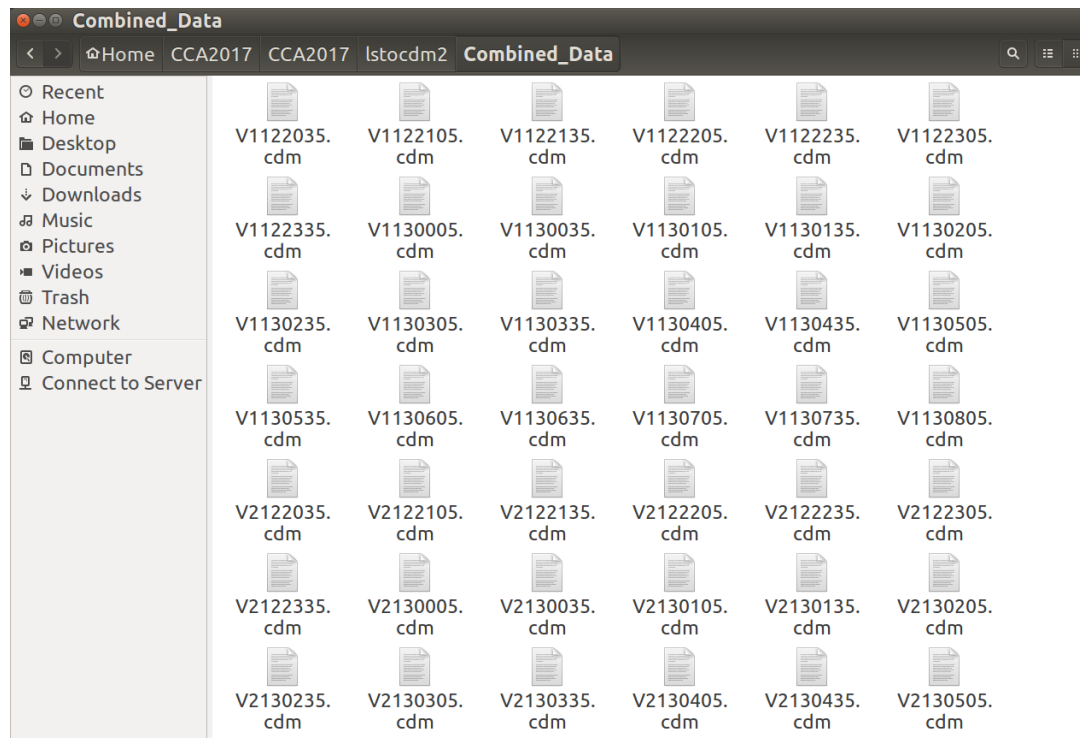 Combined_Data
Home CCA2017 CCA2017 lstocdm2 Combined_Data
Recent
Home
Desktop
Documents
Downloads
Music
Pictures
Videos
Trash
Network
Computer
Connect to Server
V1122035. V1122105. V1122135. V1122205. V1122235. V1122305.
cdm cdm cdm cdm cdm cdm
V1122335. V1130005. V1130035. V1130105. V1130135. V1130205.
cdm cdm cdm cdm cdm cdm
V1130235. V1130305. V1130335. V1130405. V1130435. V1130505.
cdm cdm cdm cdm cdm cdm
V1130535. V1130605. V1130635. V1130705. V1130735. V1130805.
cdm cdm cdm cdm cdm cdm
V2122035. V2122105. V2122135. V2122205. V2122235. V2122305.
cdm cdm cdm cdm cdm cdm
V2122335. V2130005. V2130035. V2130105. V2130135. V2130205.
cdm cdm cdm cdm cdm cdm
V2130235. V2130305. V2130335. V2130405. V2130435. V2130505.
cdm cdm cdm cdm cdm cdm